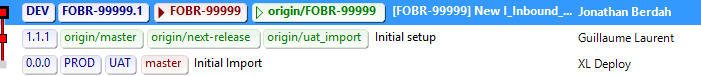 DEV FOBR-99999.1 FOBR-99999 origin/FOBR-99999 [FOBR-99999] New I_Inbound_... Jonathan Berdah
1.1.1 origin/master origin/next-release origin/uat_import Initial setup Guillaume Laurent
0.0.0 PROD UAT master Initial Import XL Deploy